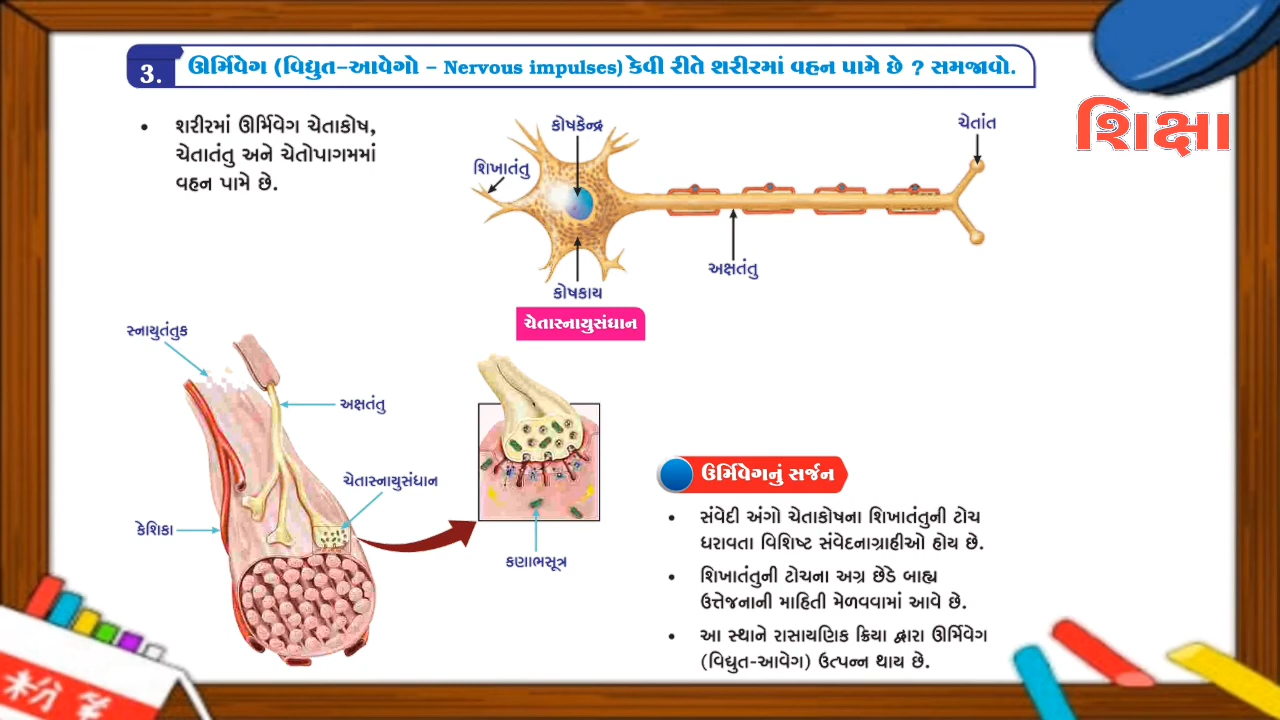 3. ઊર્મિવેગ (વિદ્યુત-આવેગો - Nervous impulses) કેવી રીતે શરીરમાં વહન પામે છે ? સમજાવો.
શિક્ષા
• શરીરમાં ઊર્મિવેગ ચેતાકોષ,
ચેતાતંતુ અને ચેતોપાગમમાં
વહન પામે છે.
કોષકેન્દ્ર
ચેતાંત
શિખાતંતુ
અક્ષતંતુ
કોષકાય
ચેતાસ્નાયુસંધાન
સ્નાયુતંતુક
અક્ષતંતુ
ચેતાસ્નાયુસંધાન
કેશિકા
કણાભસૂત્ર
ઉર્મિવેગનું સર્જન
• સંવેદી અંગો ચેતાકોષના શિખાતંતુની ટોચ
ધરાવતા વિશિષ્ટ સંવેદનાગ્રાહીઓ હોય છે.
• શિખાતંતુની ટોચના અગ્ર છેડે બાહ્ય
ઉત્તેજનાની માહિતી મેળવવામાં આવે છે.
• આ સ્થાને રાસાયણિક ક્રિયા દ્વારા ઊર્મિવેગ
(વિદ્યુત-આવેગ) ઉત્પન્ન થાય છે.